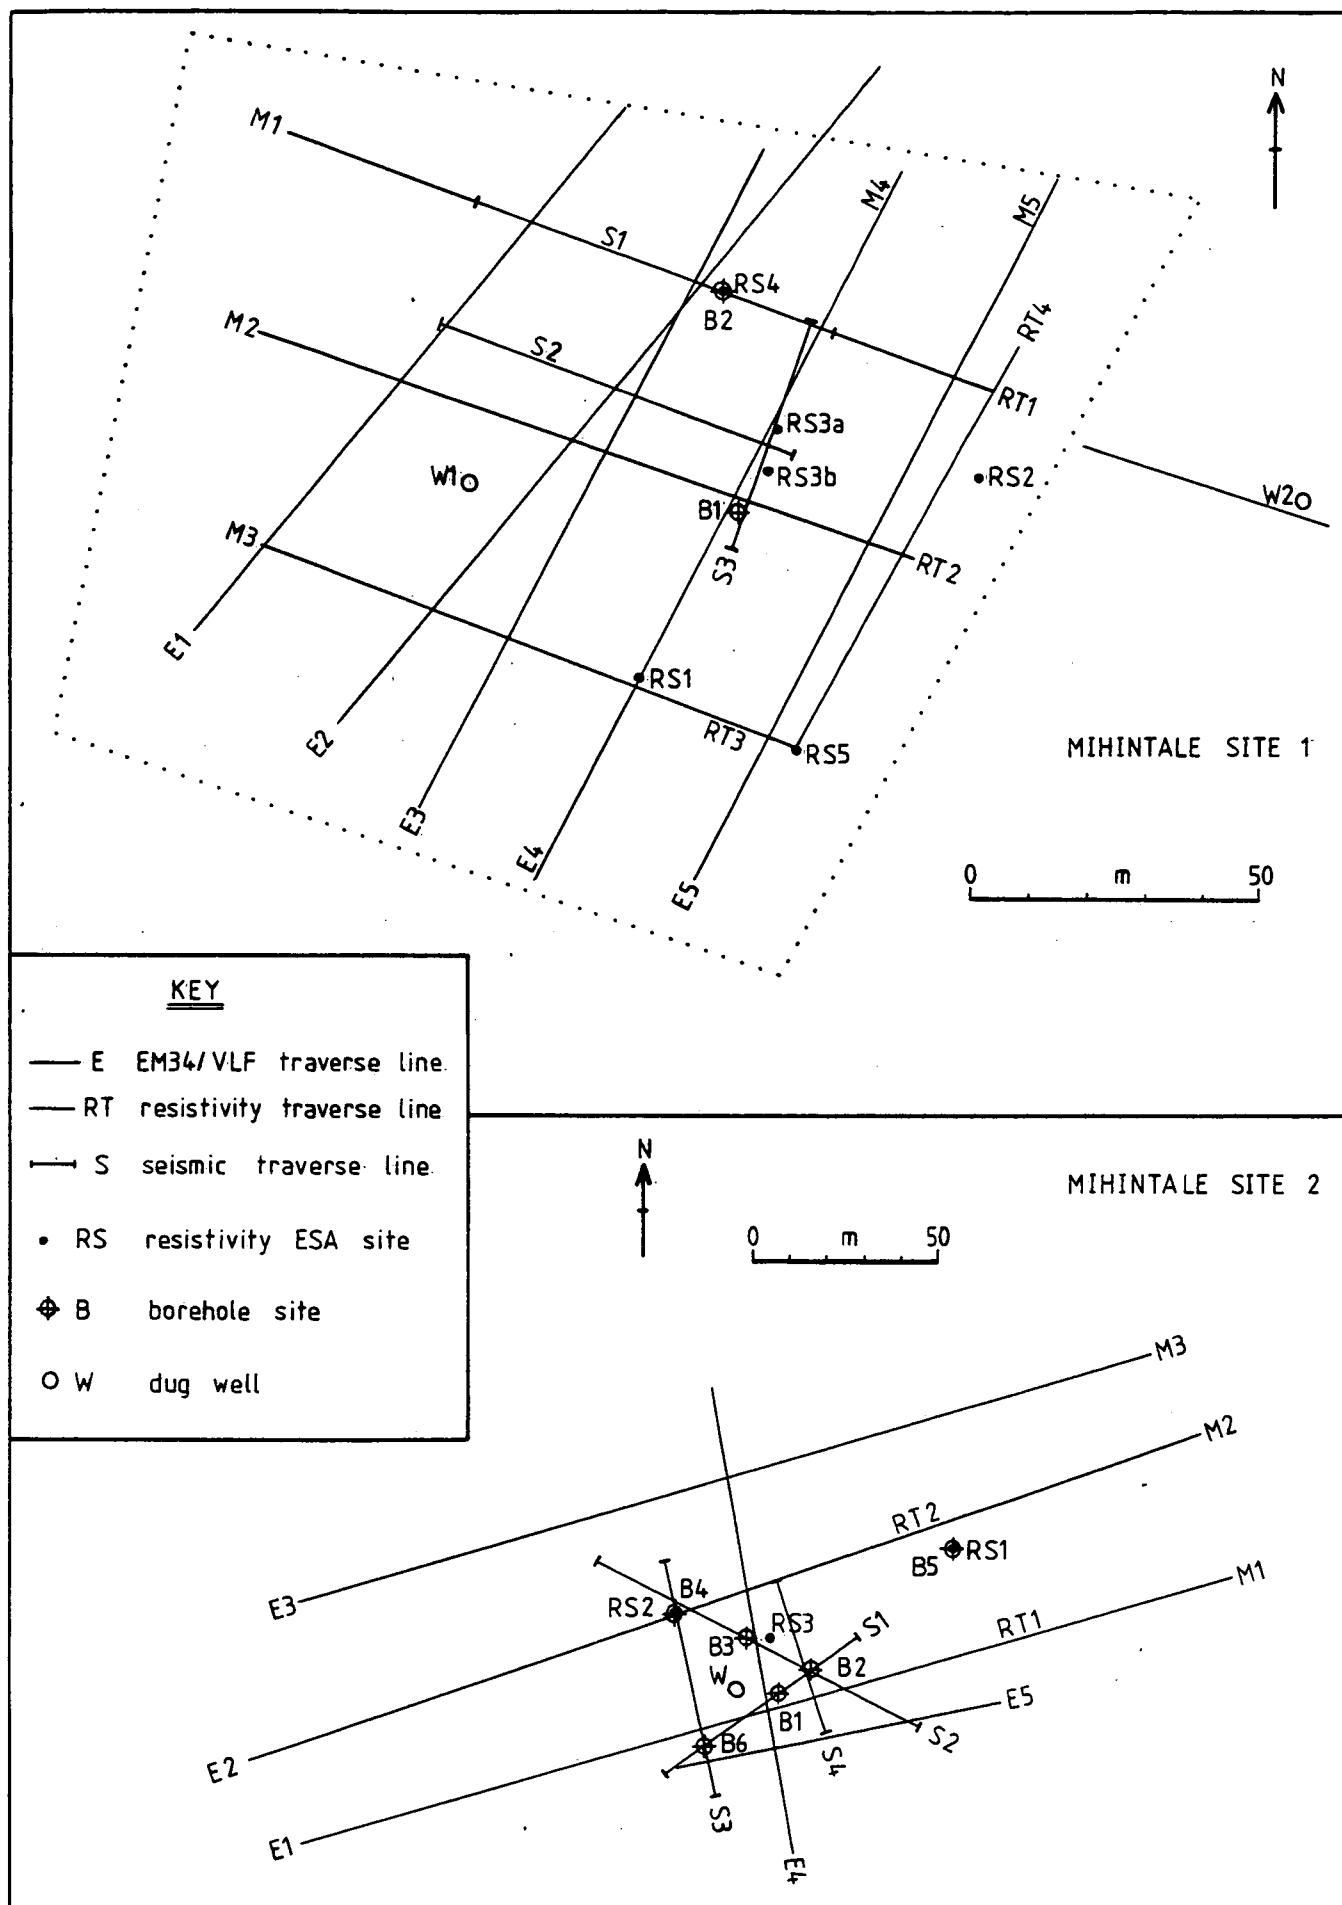 N
M1
M4
M5
S1
RS4
B2
RT4
M2
S2
RT1
RS3a
W1
RS3b
RS2
B1
W2
M3
S3
RT2
E1
RS1
RT3
RS5
E2
MIHINTALE SITE 1
E3
E4
E5
0 m 50
KEY
E EM34/VLF traverse line
RT resistivity traverse line
S seismic traverse line
RS resistivity ESA site
B borehole site
W dug well
N
MIHINTALE SITE 2
0 m 50
M3
M2
RT2
B5 RS1
M1
E3
B4
RS2
RS3
B3
S1
RT1
W
B2
E5
B1
B6
S2
S4
E2
S3
E1
E4